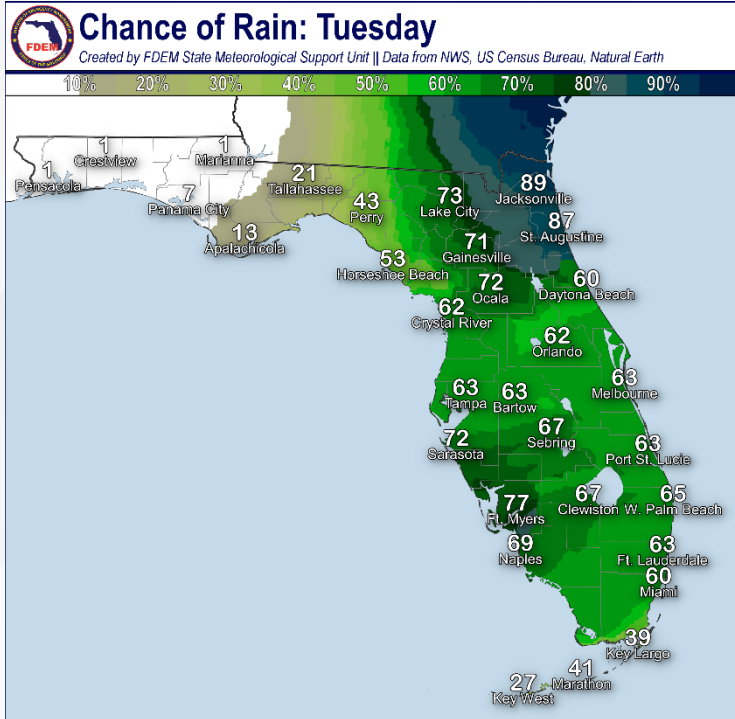 FDEM
Chance of Rain: Tuesday
Created by FDEM State Meteorological Support Unit || Data from NWS, US Census Bureau, Natural Earth
10% 20% 30% 40% 50% 60% 70% 80% 90%
1
Crestview
1
Marianna
1
Pensacola
7
Panama City
13
Apalachicola
21
Tallahassee
43
Perry
73
Lake City
89
Jacksonville
87
St. Augustine
71
Gainesville
53
Horseshoe Beach
72
Ocala
60
Daytona Beach
62
Crystal River
62
Orlando
63
Melbourne
63
Tampa
63
Bartow
67
Sebring
72
Sarasota
63
Port St. Lucie
77
Ft. Myers
67
Clewiston
65
W. Palm Beach
69
Naples
63
Ft. Lauderdale
60
Miami
39
Key Largo
41
Marathon
27
Key West